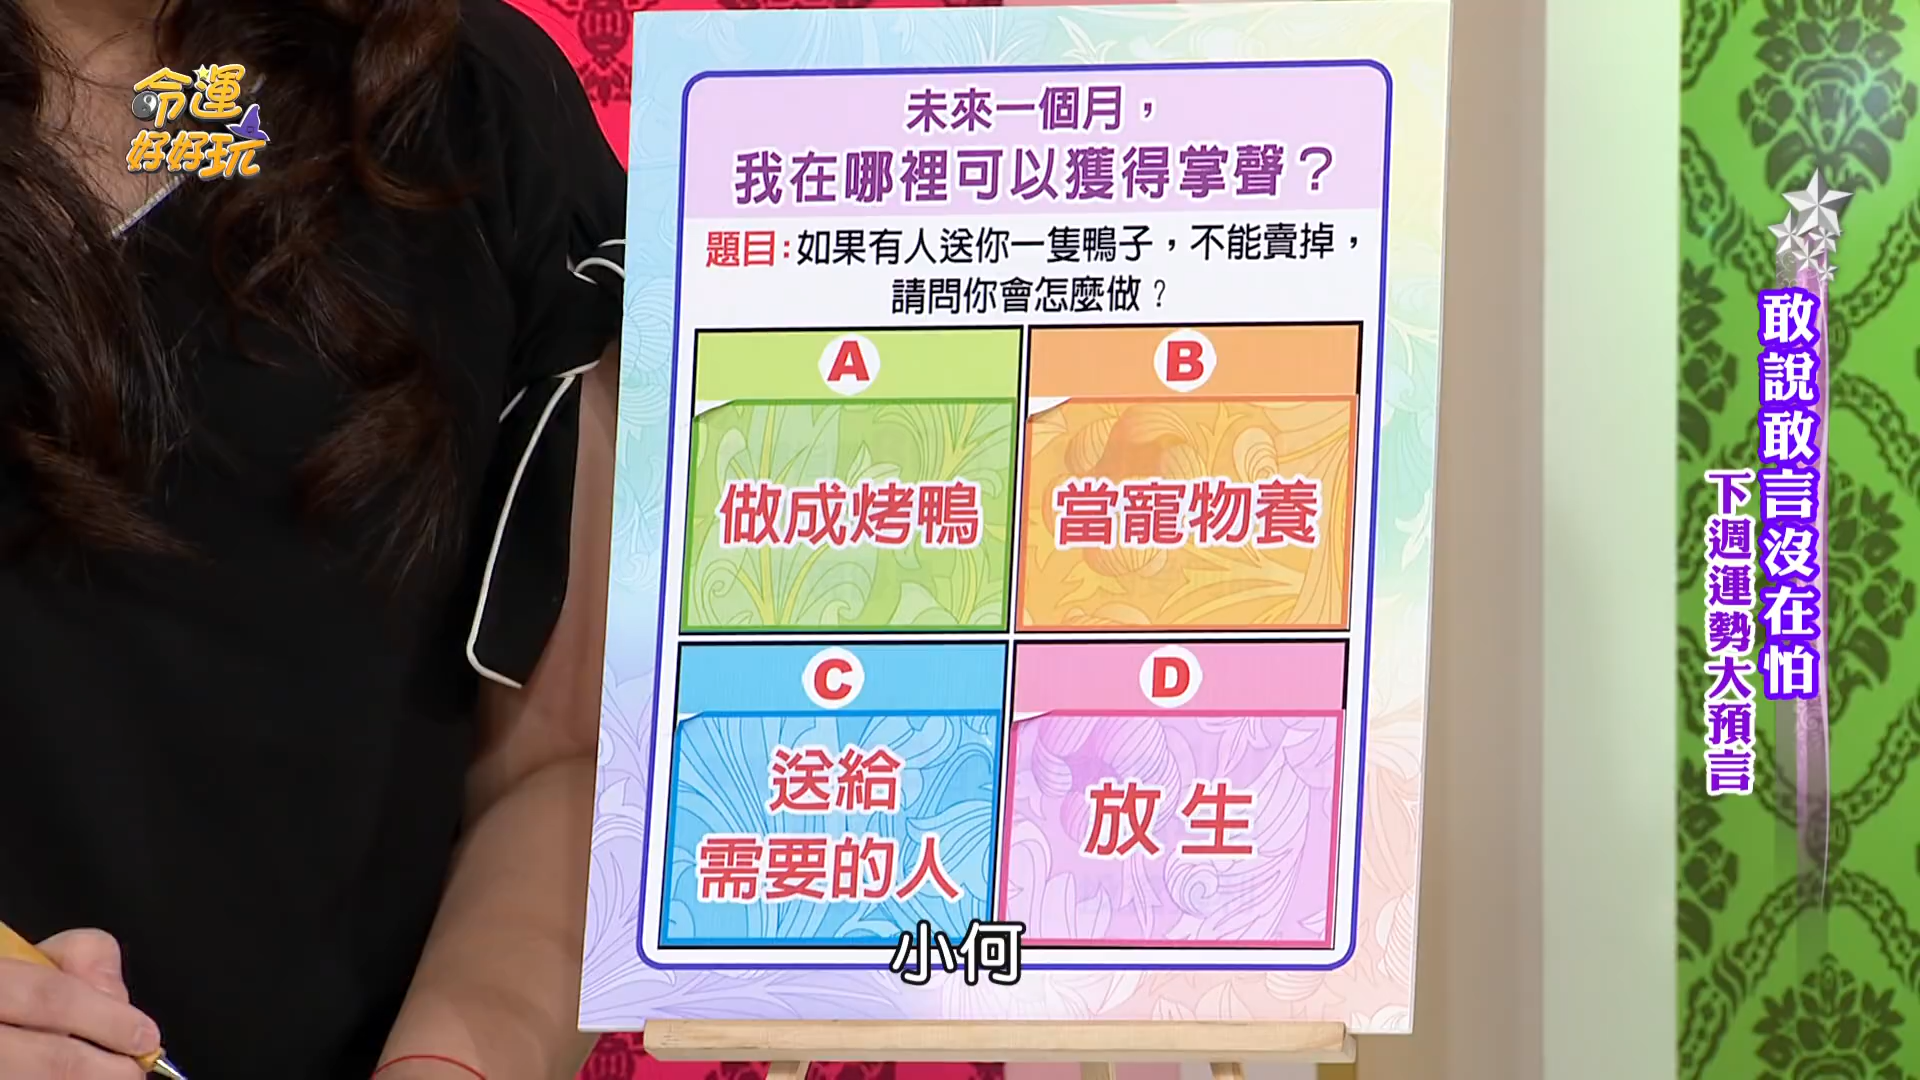 命運
好好玩
未來一個月，
我在哪裡可以獲得掌聲？
題目:如果有人送你一隻鴨子，不能賣掉，
請問你會怎麼做？
A
做成烤鴨
B
當寵物養
C
送給
需要的人
D
放生
小何
敢說敢言沒在怕
下週運勢大預言